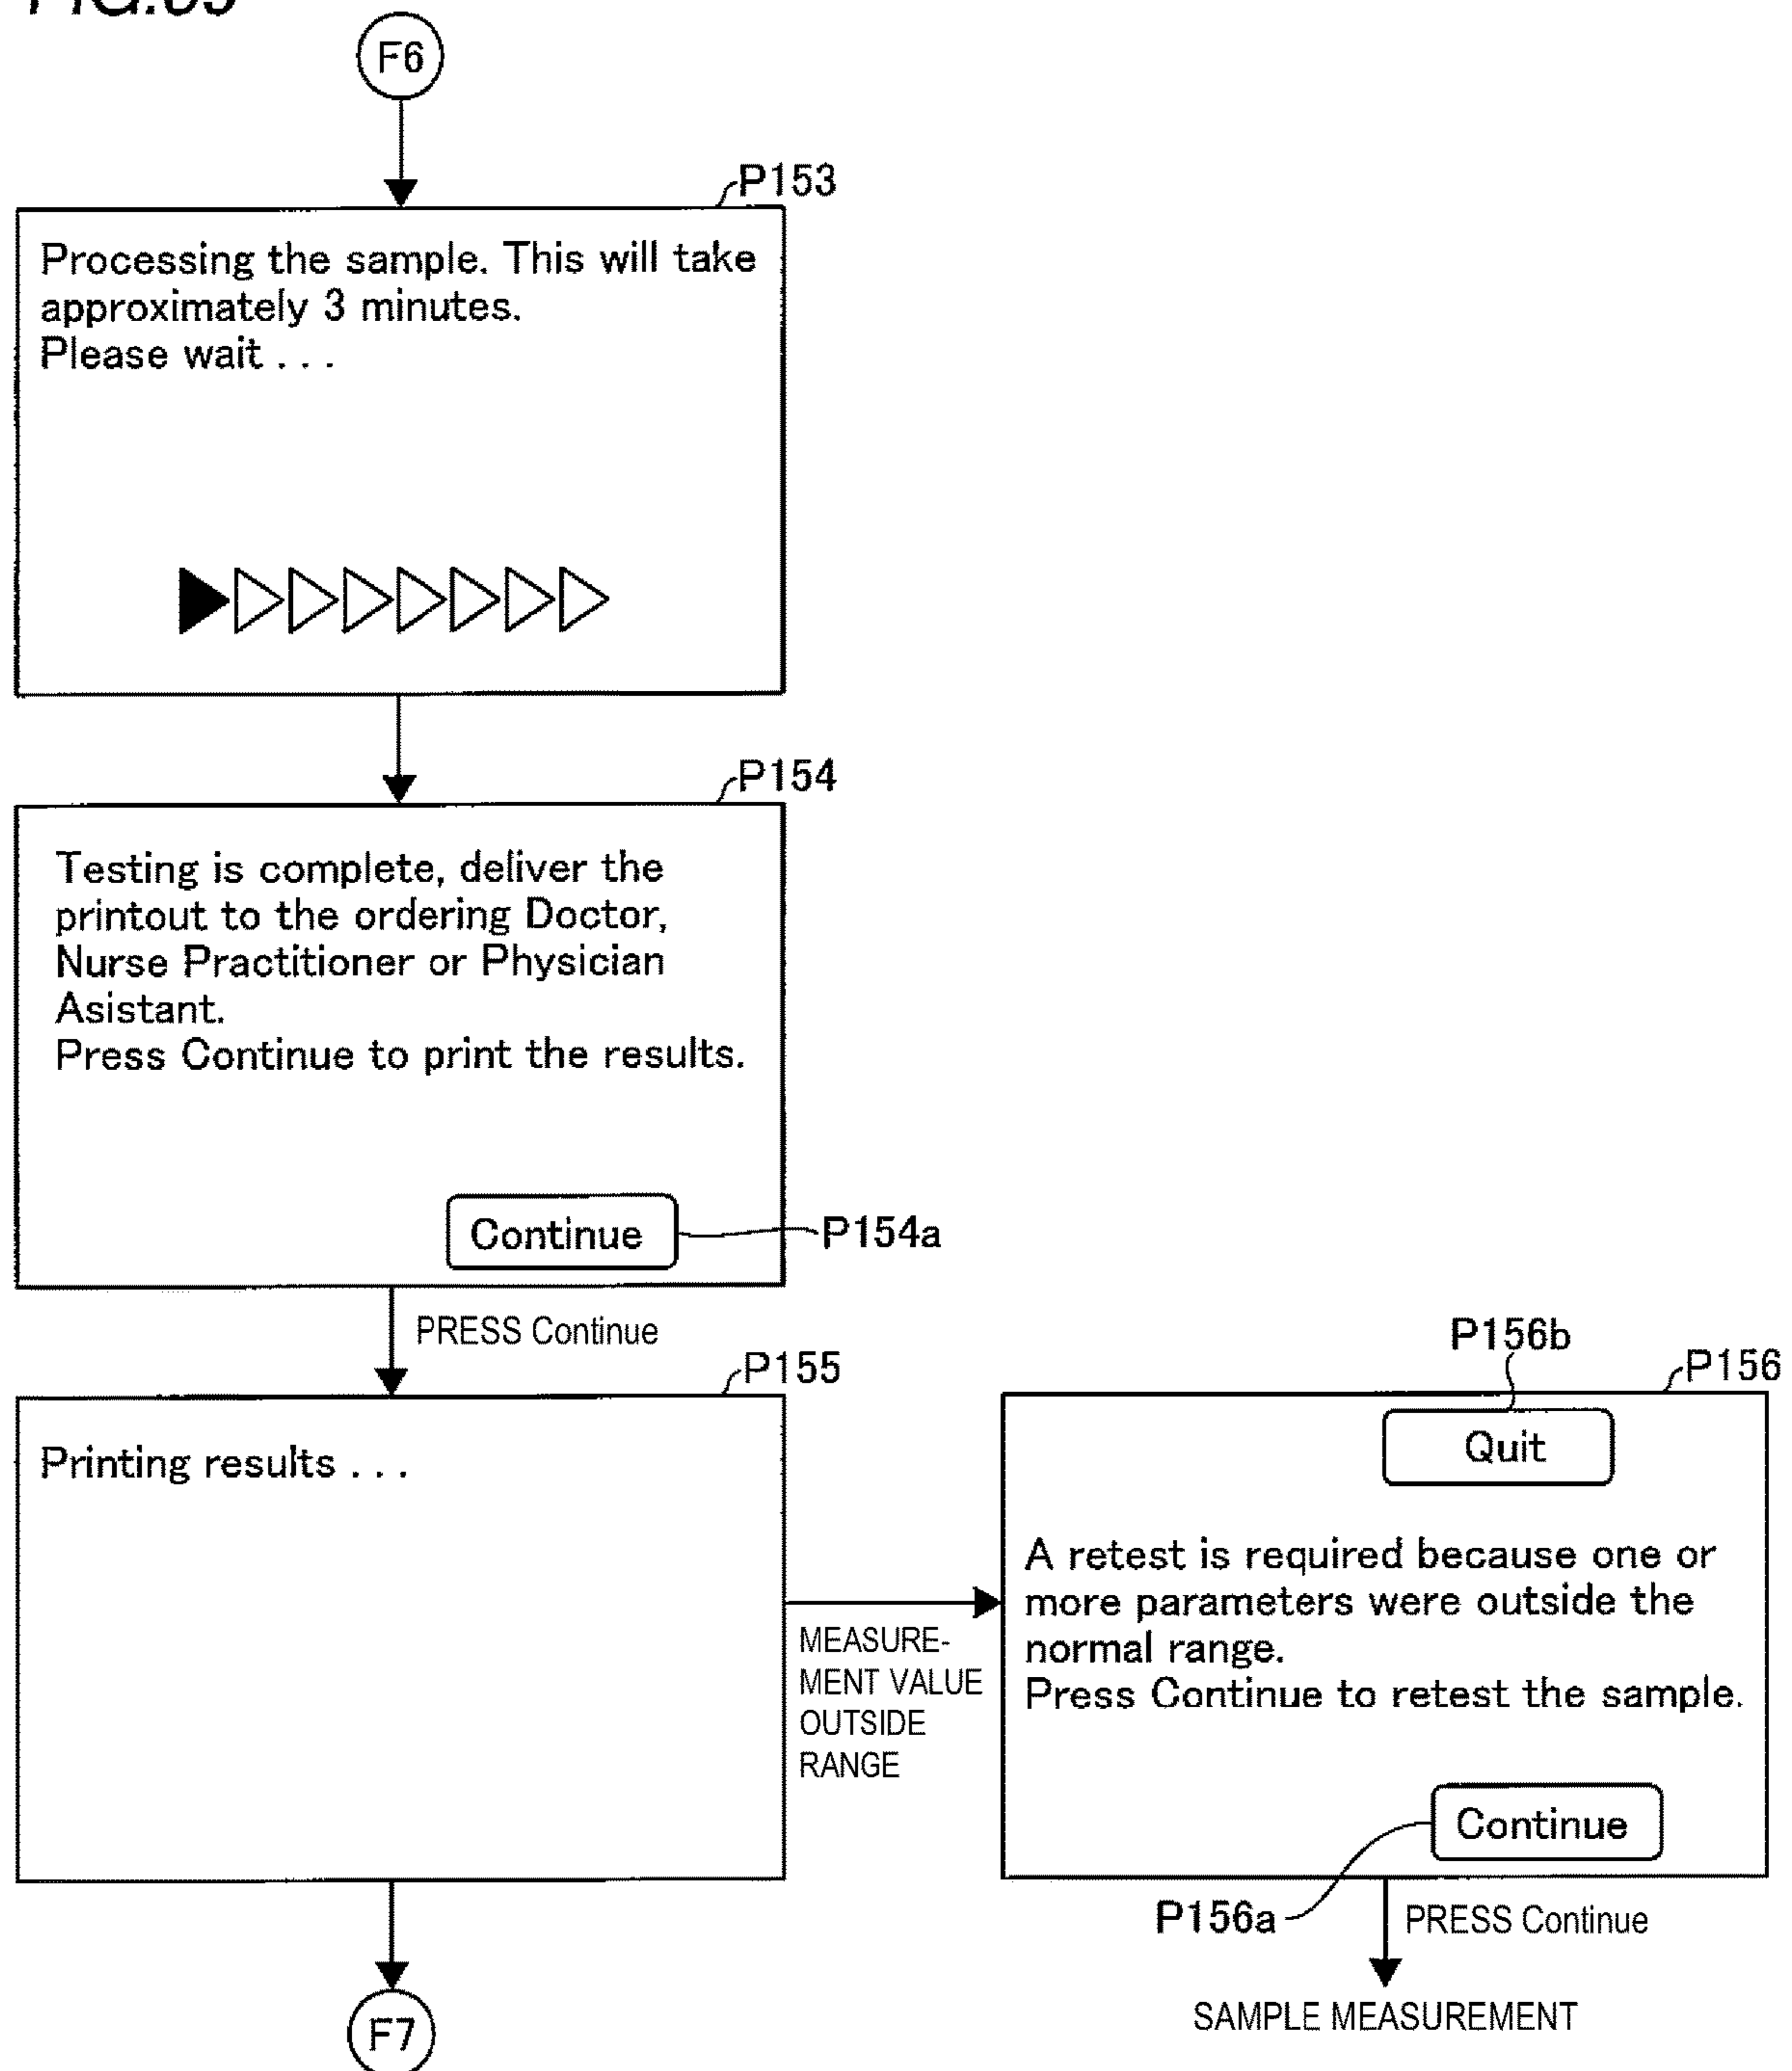 F6
P153
Processing the sample. This will take
approximately 3 minutes.
Please wait . . .
P154
Testing is complete, deliver the
printout to the ordering Doctor,
Nurse Practitioner or Physician
Asistant.
Press Continue to print the results.
Continue
P154a
PRESS Continue
P155
Printing results . . .
MEASURE-
MENT VALUE
OUTSIDE
RANGE
P156b
P156
Quit
A retest is required because one or
more parameters were outside the
normal range.
Press Continue to retest the sample.
Continue
P156a
PRESS Continue
SAMPLE MEASUREMENT
F7